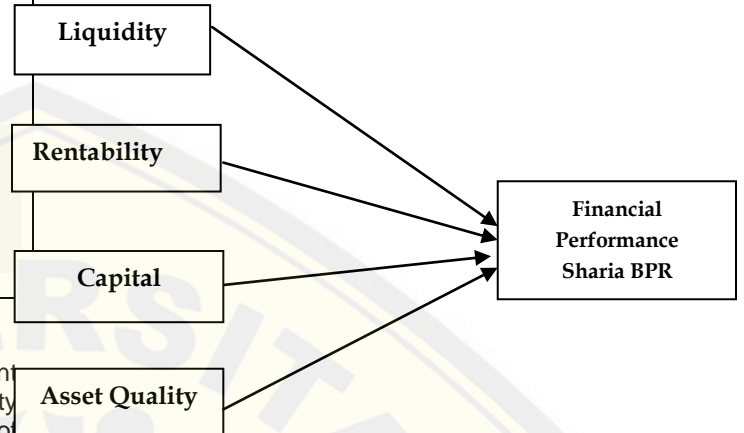 Liquidity
Rentability
Financial
Performance
Sharia BPR
Capital
Asset Quality